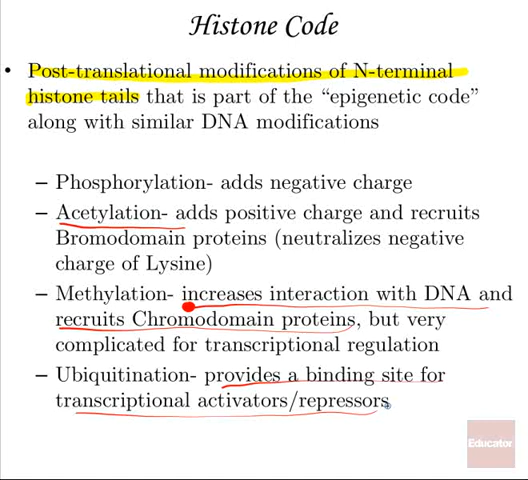 Histone Code
• Post-translational modifications of N-terminal
histone tails that is part of the “epigenetic code”
along with similar DNA modifications
– Phosphorylation- adds negative charge
– Acetylation- adds positive charge and recruits
Bromodomain proteins (neutralizes negative
charge of Lysine)
– Methylation- increases interaction with DNA and
recruits Chromodomain proteins, but very
complicated for transcriptional regulation
– Ubiquitination- provides a binding site for
transcriptional activators/repressors
Educator